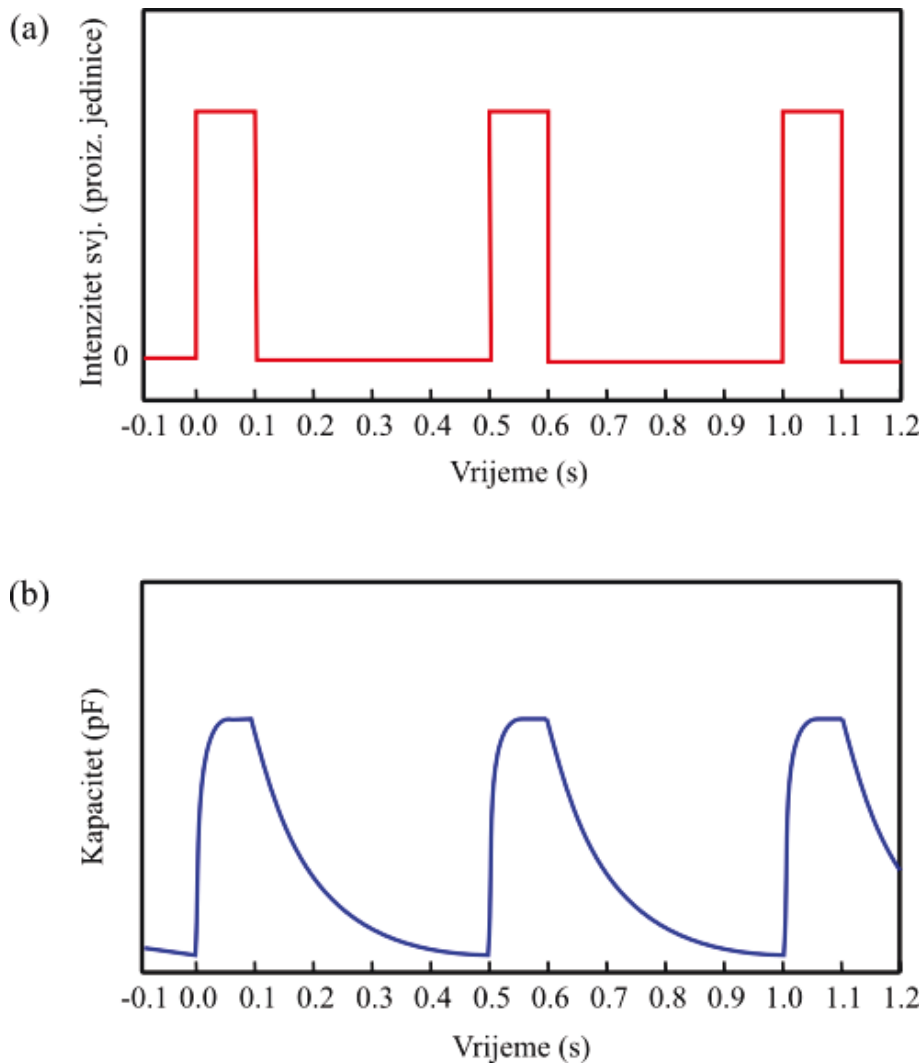 (a)
Intenzitet svj. (proiz. jedinice)
0
-0.1 0.0 0.1 0.2 0.3 0.4 0.5 0.6 0.7 0.8 0.9 1.0 1.1 1.2
Vrijeme (s)
(b)
Kapacitet (pF)
-0.1 0.0 0.1 0.2 0.3 0.4 0.5 0.6 0.7 0.8 0.9 1.0 1.1 1.2
Vrijeme (s)